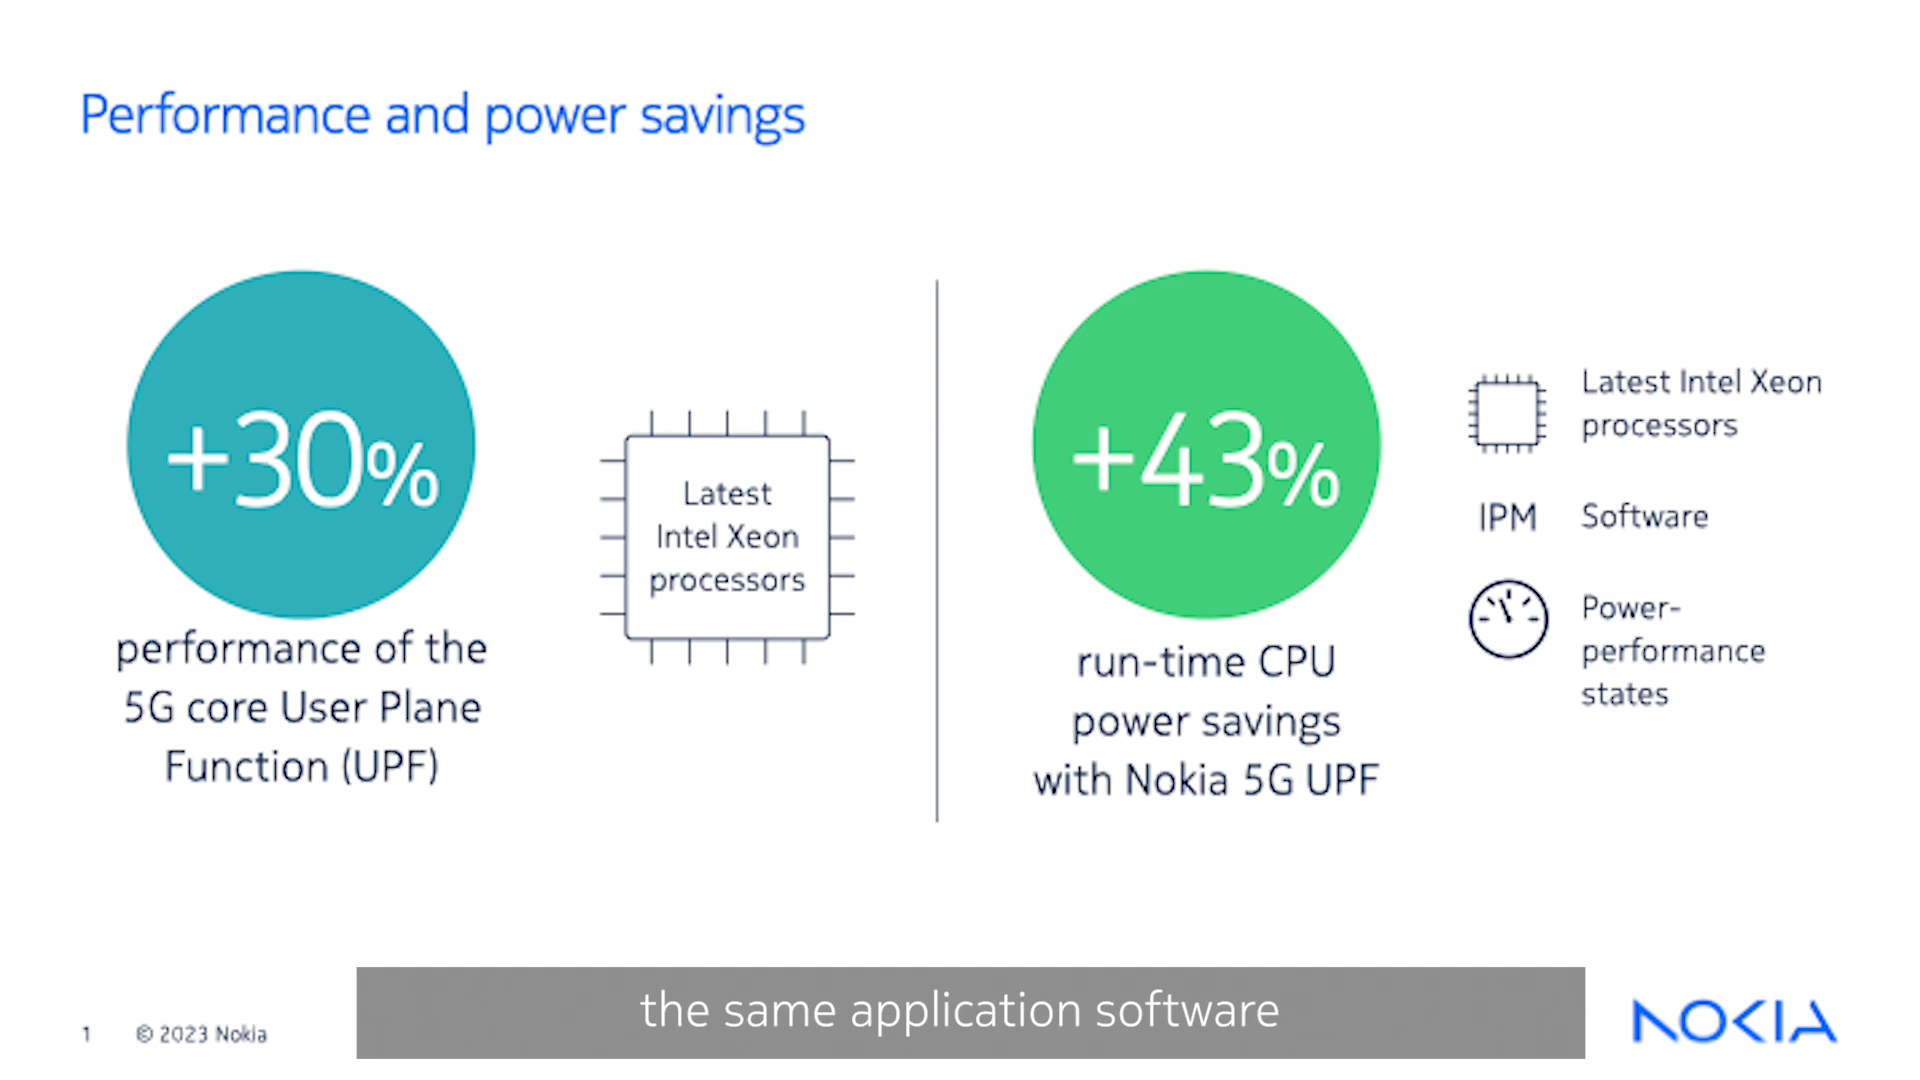 Performance and power savings
+30%
performance of the
5G core User Plane
Function (UPF)
Latest
Intel Xeon
processors
+43%
run-time CPU
power savings
with Nokia 5G UPF
Latest Intel Xeon
processors
IPM Software
Power-
performance
states
the same application software
1 © 2023 Nokia
NOKIA